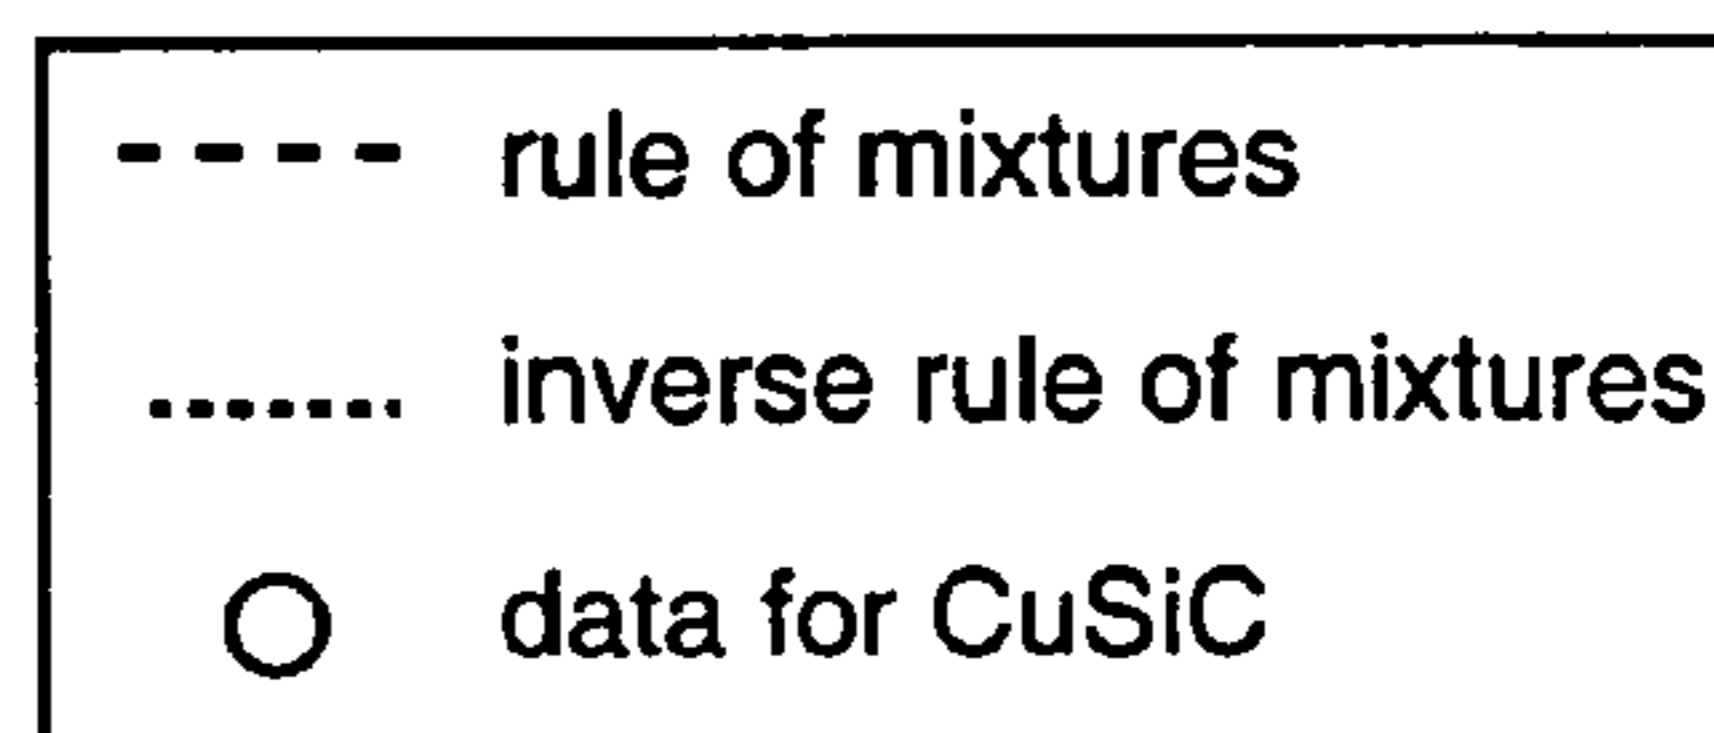 rule of mixtures
inverse rule of mixtures
data for CuSiC